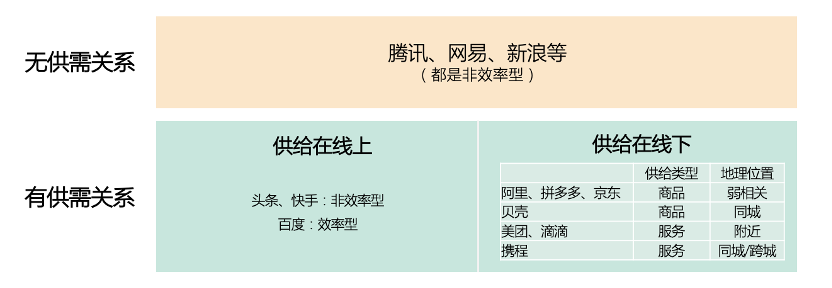 无供需关系
腾讯、网易、新浪等
（都是非效率型）
有供需关系
供给在线上
头条、快手：非效率型
百度：效率型
供给在线下
供给类型 地理位置
阿里、拼多多、京东 商品 弱相关
贝壳 商品 同城
美团、滴滴 服务 附近
携程 服务 同城/跨城